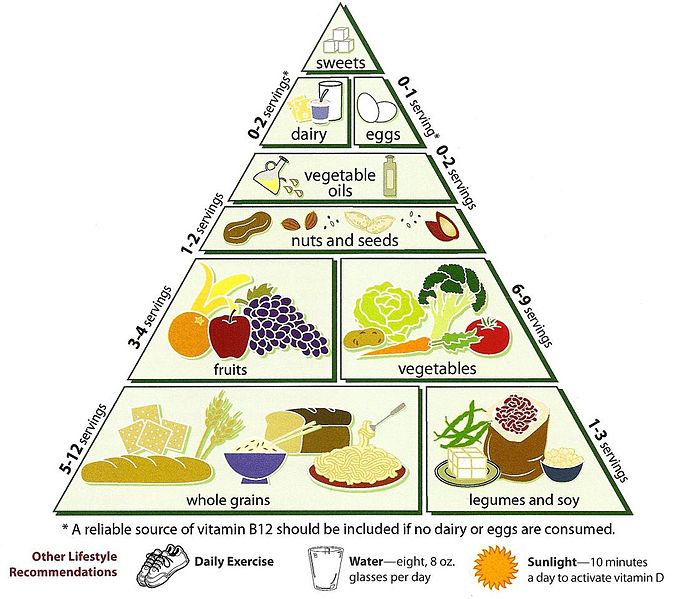 sweets
0-2 servings*
dairy
eggs
0-1 serving*
vegetable
oils
0-2 servings
1-2 servings
nuts and seeds
3-4 servings
fruits
vegetables
6-9 servings
5-12 servings
whole grains
legumes and soy
1-3 servings
* A reliable source of vitamin B12 should be included if no dairy or eggs are consumed.
Other Lifestyle
Recommendations
Daily Exercise
Water—eight, 8 oz.
glasses per day
Sunlight—10 minutes
a day to activate vitamin D